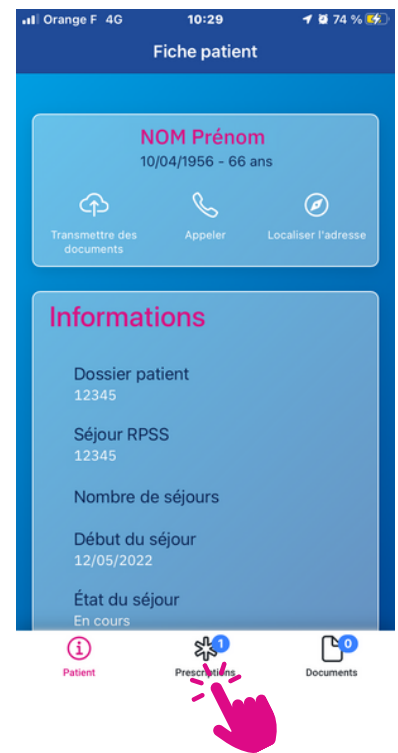 Orange F 4G 10:29 74 %
Fiche patient
NOM Prénom
10/04/1956 - 66 ans
Transmettre des
documents
Appeler
Localiser l'adresse
Informations
Dossier patient
12345
Séjour RPSS
12345
Nombre de séjours
Début du séjour
12/05/2022
État du séjour
En cours
1
0
Patient
Prescriptions
Documents